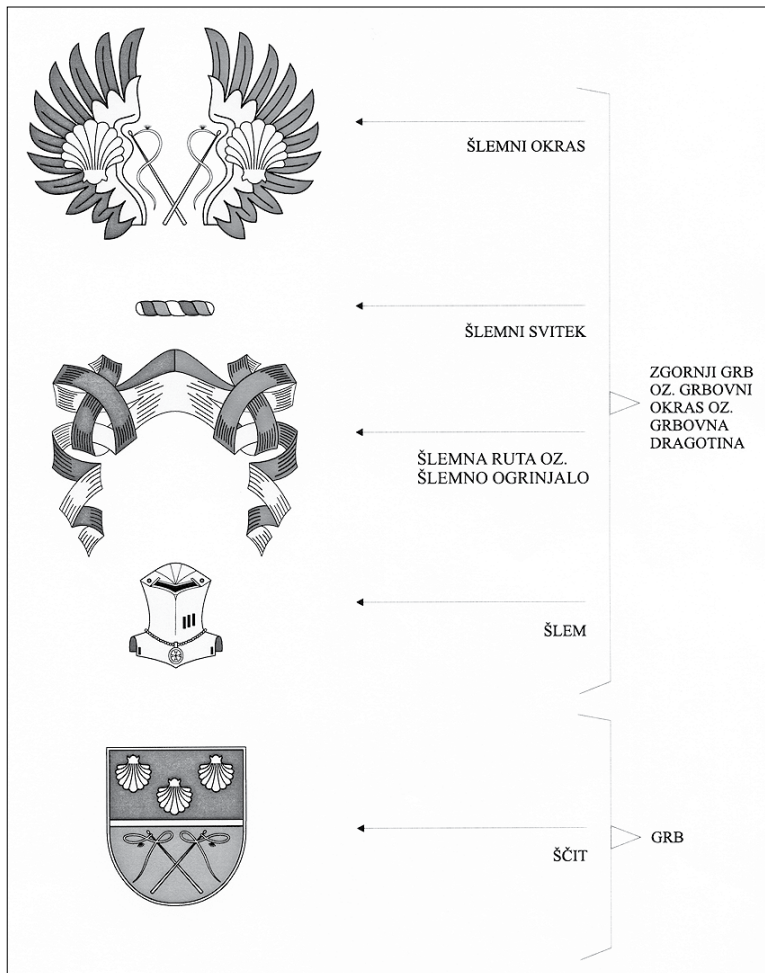 ŠLEMNI OKRAS
ŠLEMNI SVITEK
ŠLEMNA RUTA OZ.
ŠLEMNO OGRINJALO
ŠLEM
ZGORNJI GRB
OZ. GRBOVNI
OKRAS OZ.
GRBOVNA
DRAGOTINA
ŠČIT
GRB